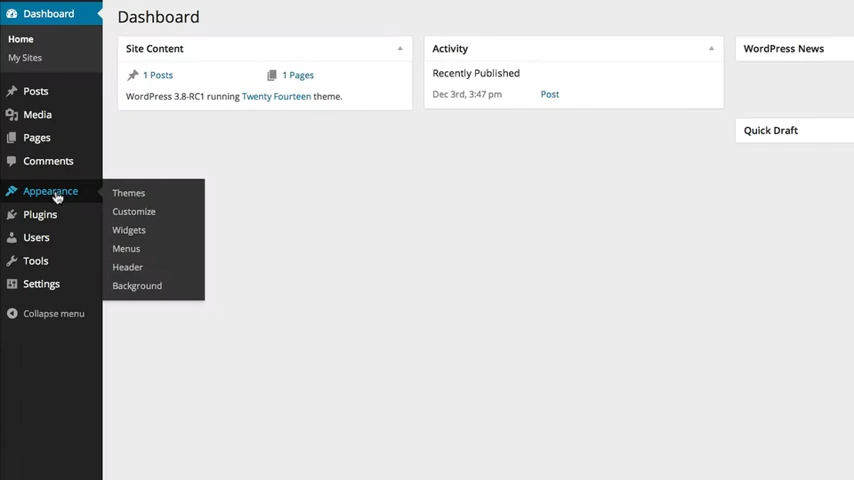 Dashboard
Home
My Sites
Posts
Media
Pages
Comments
Appearance
Plugins
Users
Tools
Settings
Collapse menu
Themes
Customize
Widgets
Menus
Header
Background
Dashboard
Site Content
1 Posts
1 Pages
WordPress 3.8-RC1 running Twenty Fourteen theme.
Activity
Recently Published
Dec 3rd, 3:47 pm Post
WordPress News
Quick Draft